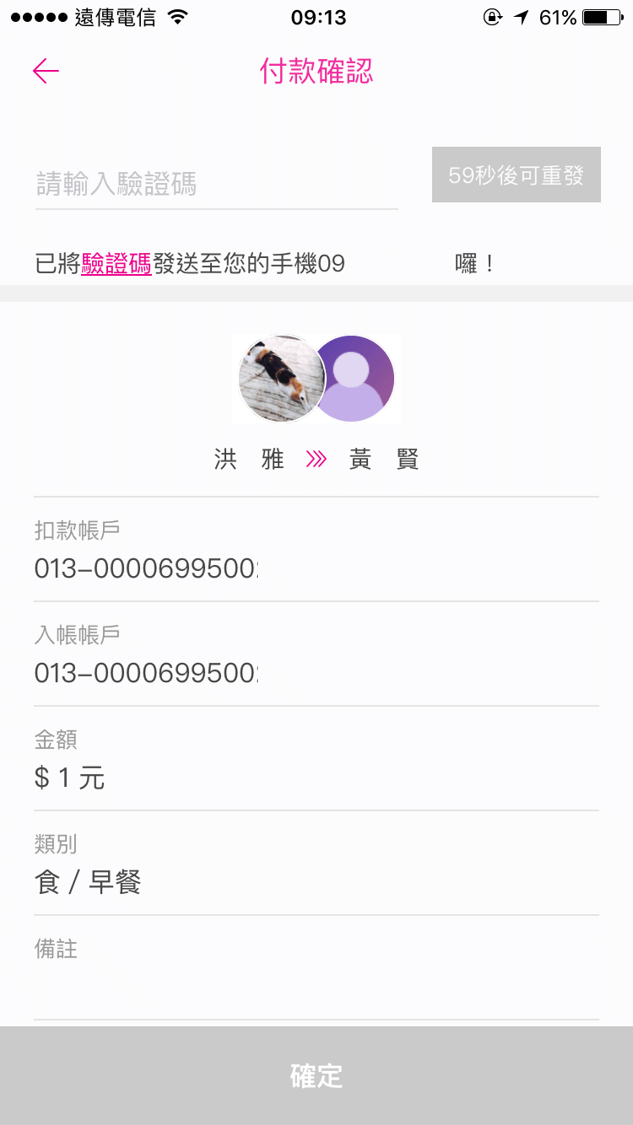 遠傳電信 09:13 61%
付款確認
請輸入驗證碼 59秒後可重發
已將驗證碼發送至您的手機09 囉！
洪 雅 黃 賢
扣款帳戶
013-0000699500
入帳帳戶
013-0000699500
金額
$ 1 元
類別
食 / 早餐
備註
確定